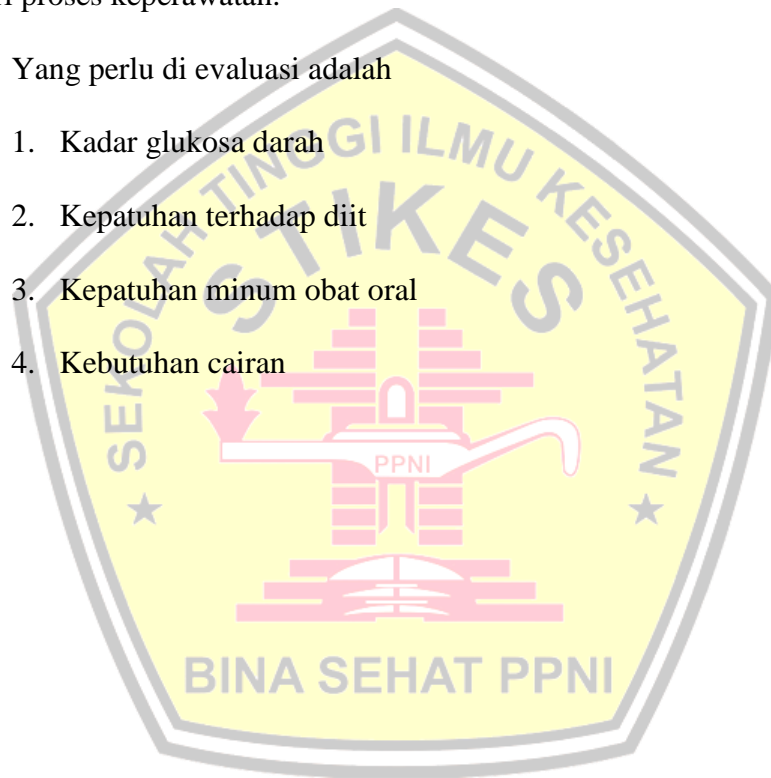 proses keperawatan.
Yang perlu di evaluasi adalah
1. Kadar glukosa darah
2. Kepatuhan terhadap diit
3. Kepatuhan minum obat oral
4. Kebutuhan cairan
SEKOLAH TINGGI ILMU KESEHATAN
STIKES
PPNI
BINA SEHAT PPNI